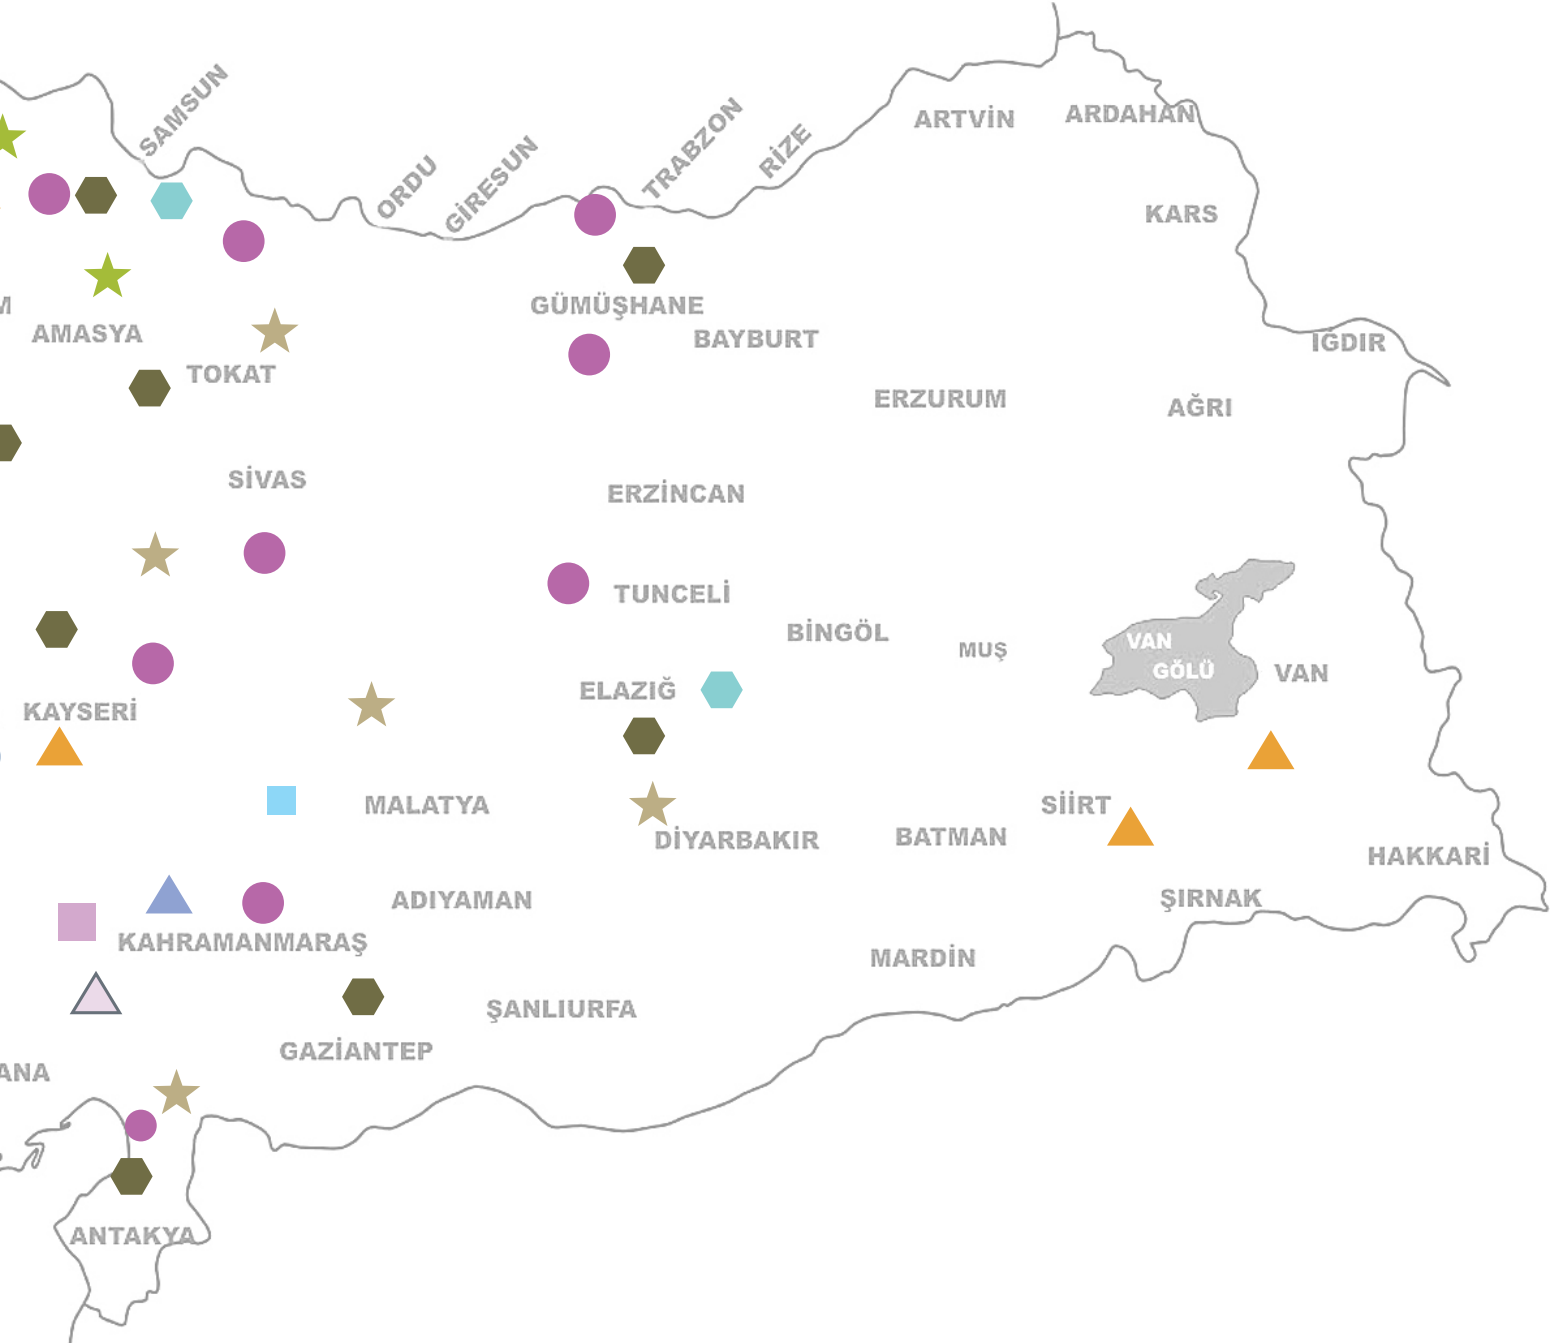 SAMSUN
ORDU
GİRESUN
TRABZON
RİZE
ARTVİN
ARDAHAN
KARS
M
AMASYA
TOKAT
GÜMÜŞHANE
BAYBURT
IĞDIR
ERZURUM
AĞRI
SİVAS
ERZİNCAN
TUNCELİ
BİNGÖL
MUŞ
VAN
GÖLÜ
VAN
KAYSERİ
ELAZIĞ
MALATYA
DİYARBAKIR
BATMAN
SİİRT
HAKKARİ
ŞIRNAK
ADIYAMAN
KAHRAMANMARAŞ
MARDİN
ŞANLIURFA
GAZİANTEP
ANA
ANTAKYA